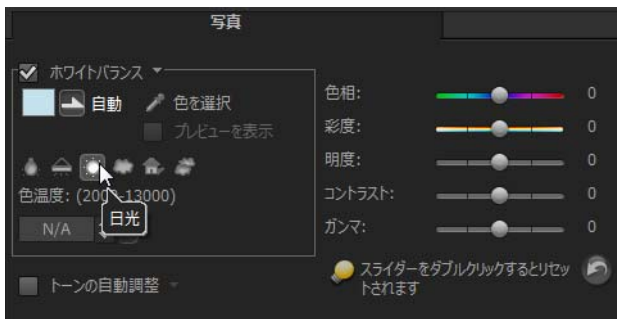 写真
ホワイトバランス
自動
色を選択
プレビューを表示
色温度: (2000-13000)
日光
N/A
トーンの自動調整
色相: 0
彩度: 0
明度: 0
コントラスト: 0
ガンマ: 0
スライダーをダブルクリックするとリセッ
トされます